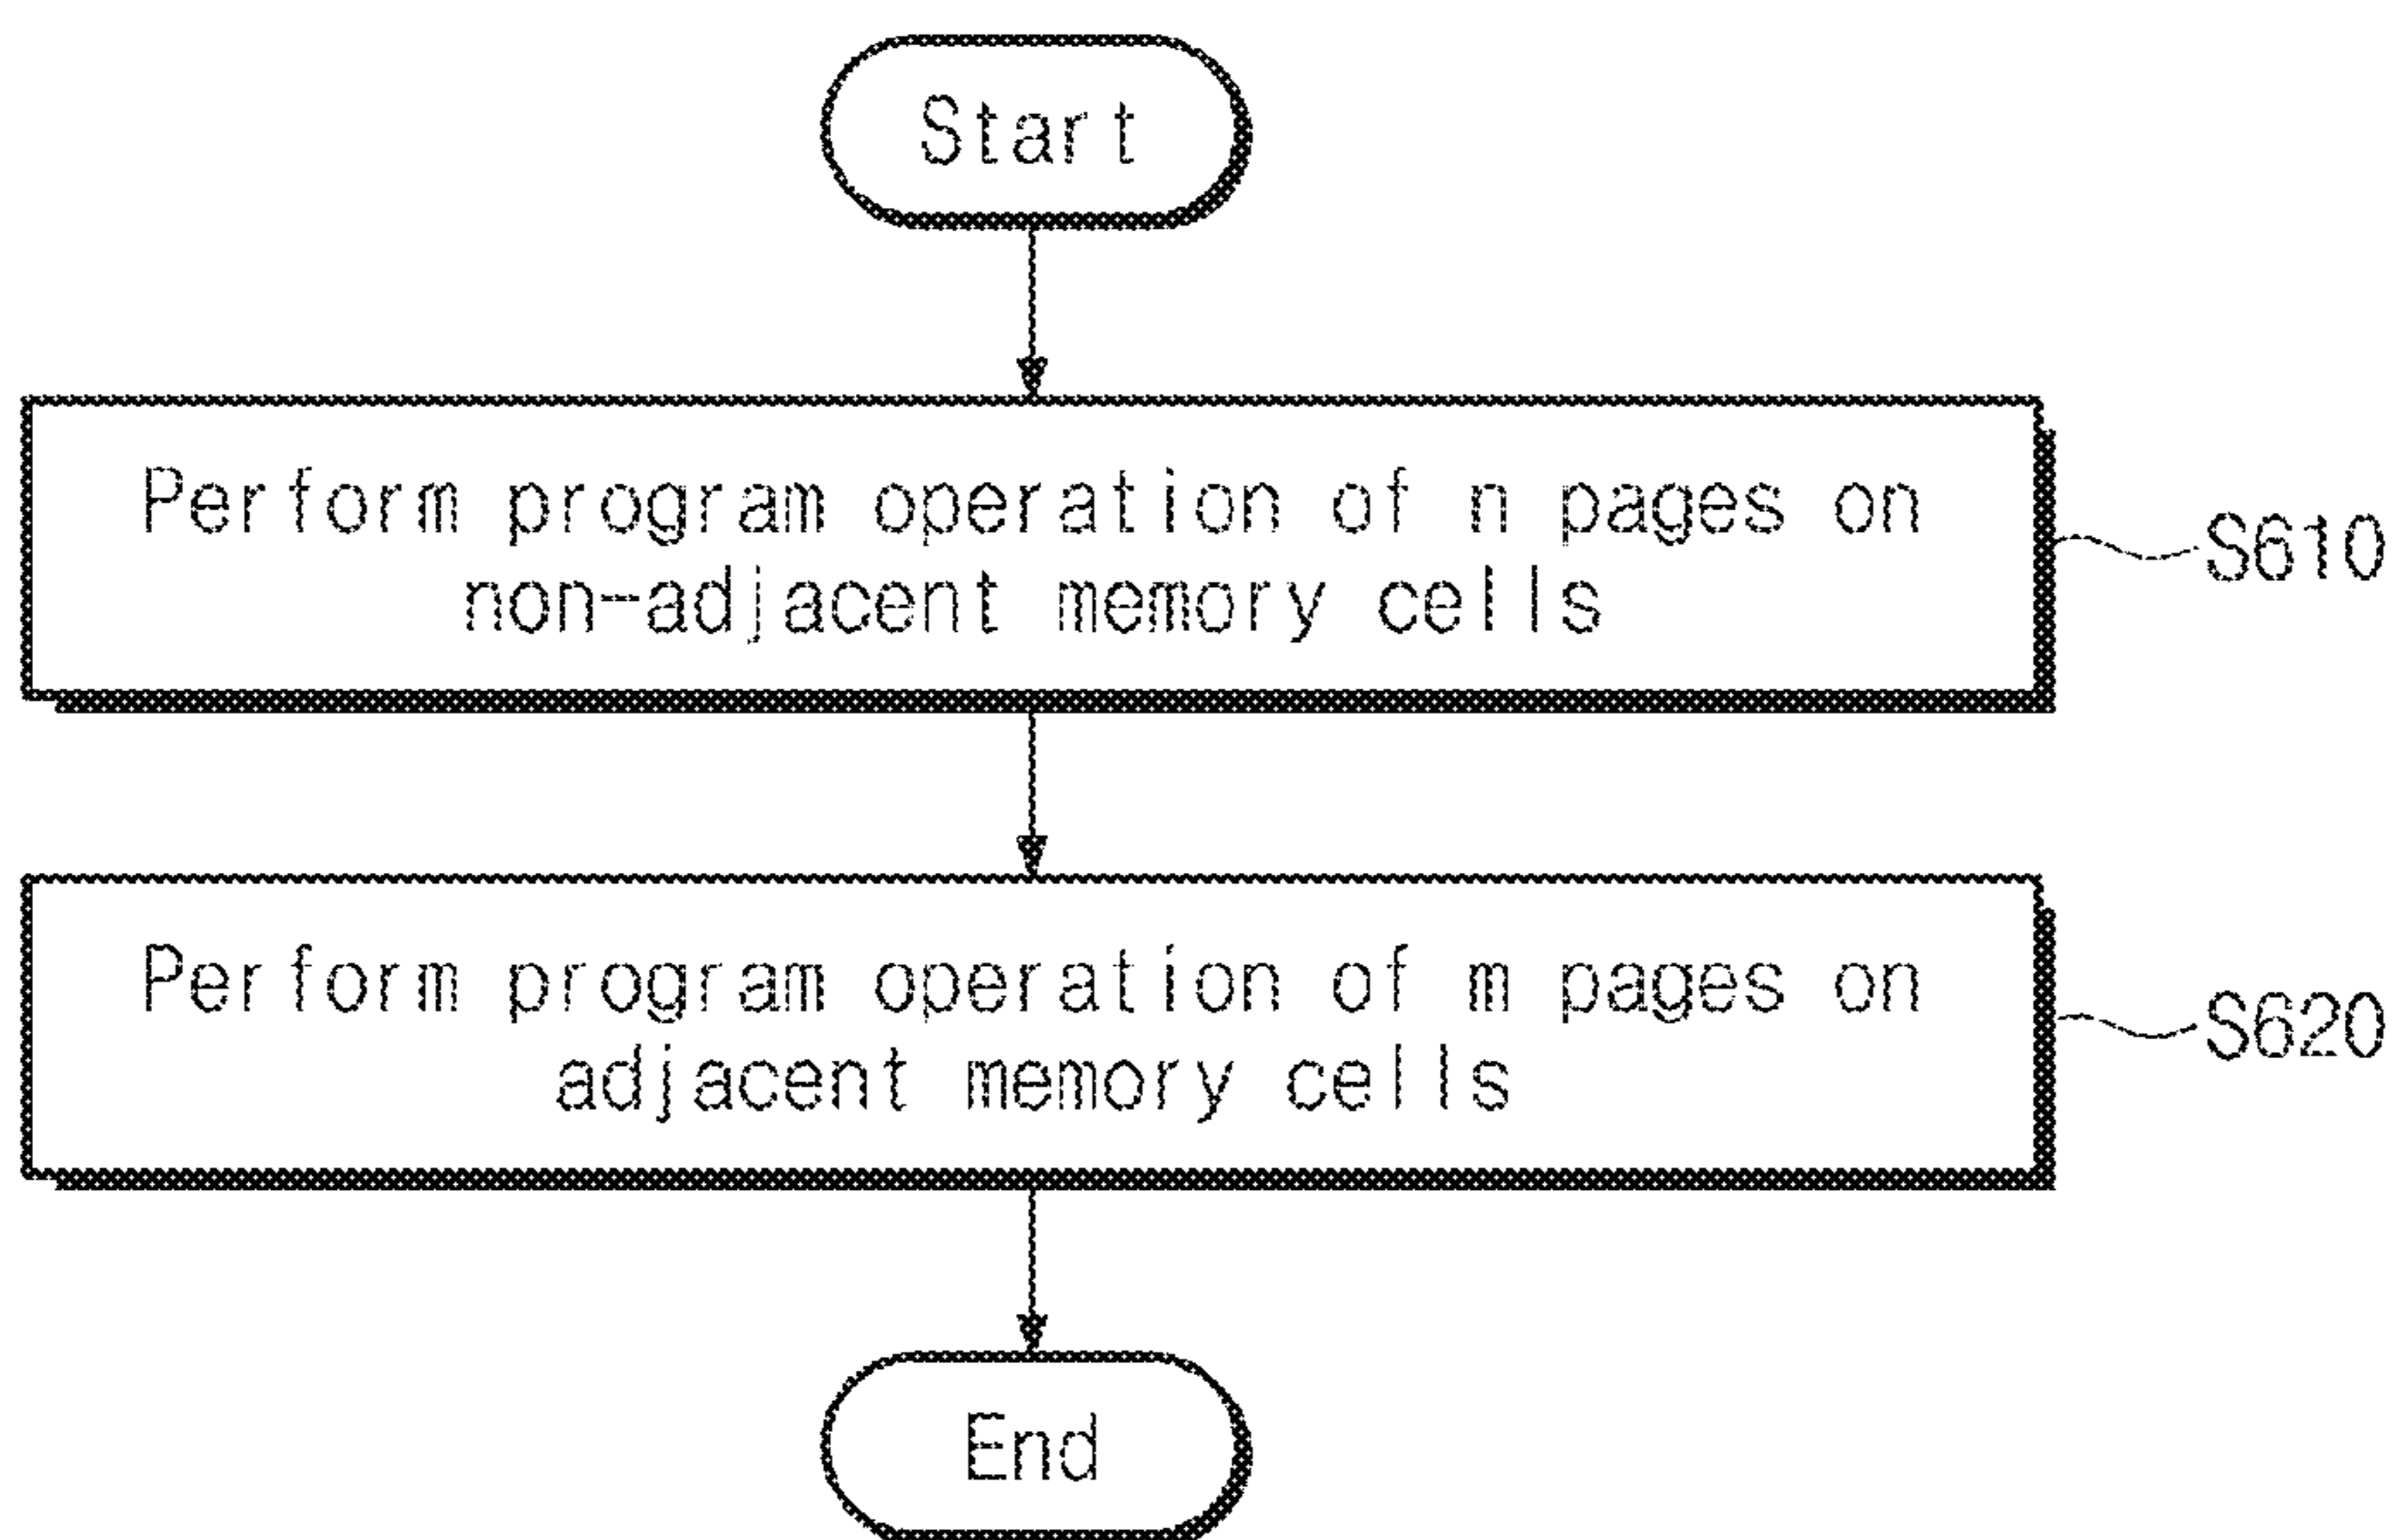 Start
Perform program operation of n pages on
non-adjacent memory cells
S610
Perform program operation of m pages on
adjacent memory cells
S620
End